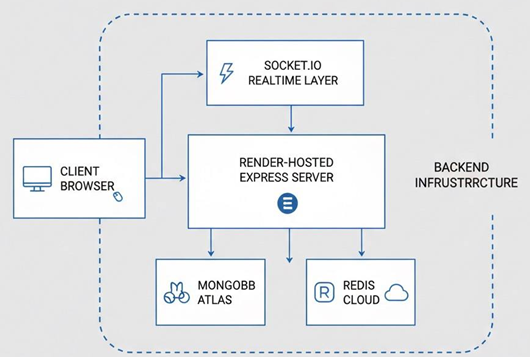 SOCKET.IO
REALTIME LAYER
CLIENT
BROWSER
RENDER-HOSTED
EXPRESS SERVER
BACKEND
INFRUSTRRCTURE
MONGOBB
ATLAS
R
REDIS
CLOUD